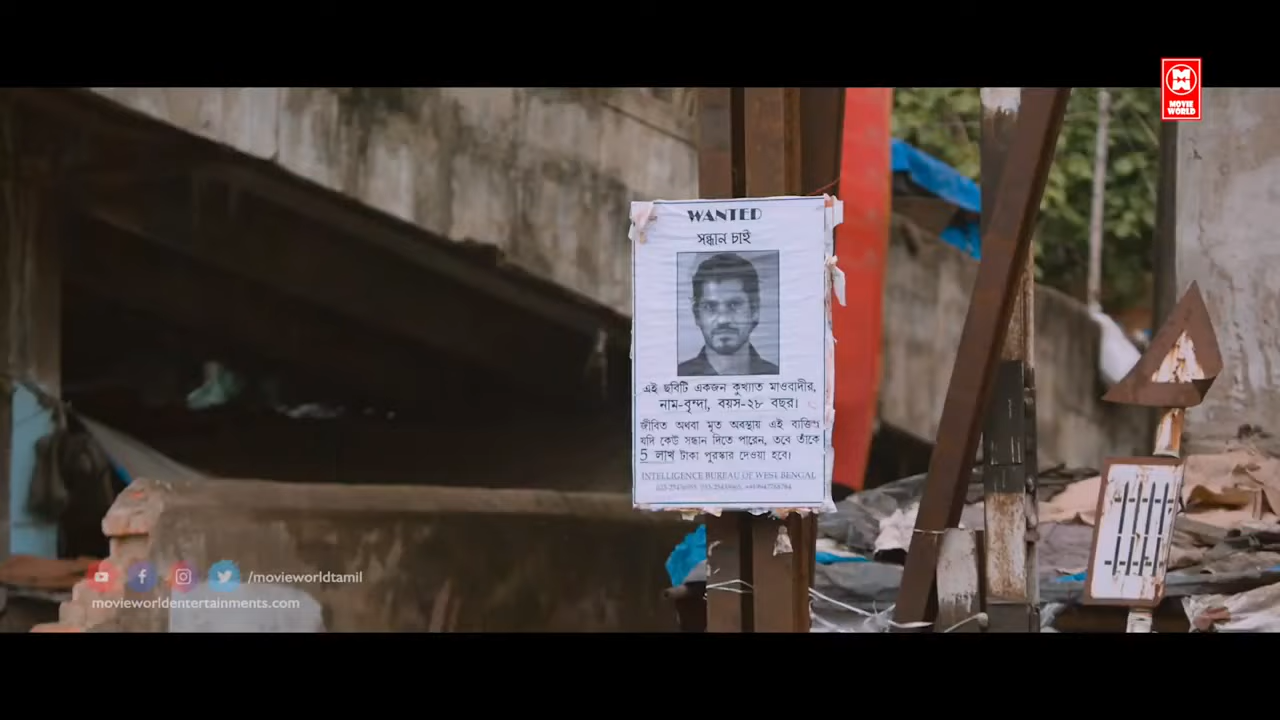 MOVIE
WORLD
WANTED
সন্ধান চাই
এই ছবিটি একজন কুখ্যাত মাওবাদীর,
নাম-বৃন্দা, বয়স-২৮ বছর।
জীবিত অথবা মৃত অবস্থায় এই ব্যক্তির
যদি কেউ সন্ধান দিতে পারেন, তবে তাঁকে
5 লাখ টাকা পুরস্কার দেওয়া হবে।
INTELLIGENCE BUREAU OF WEST BENGAL
/movieworldtamil
movieworldentertainments.com